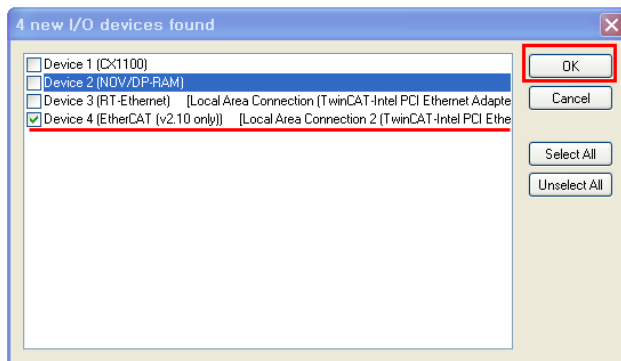 4 new I/O devices found
Device 1 (CX1100)
Device 2 (NOV/DP-RAM)
Device 3 (RT-Ethernet) [Local Area Connection (TwinCAT-Intel PCI Ethernet Adapte
Device 4 (EtherCAT (v2.10 only)) [Local Area Connection 2 (TwinCAT-Intel PCI Ethe
OK
Cancel
Select All
Unselect All